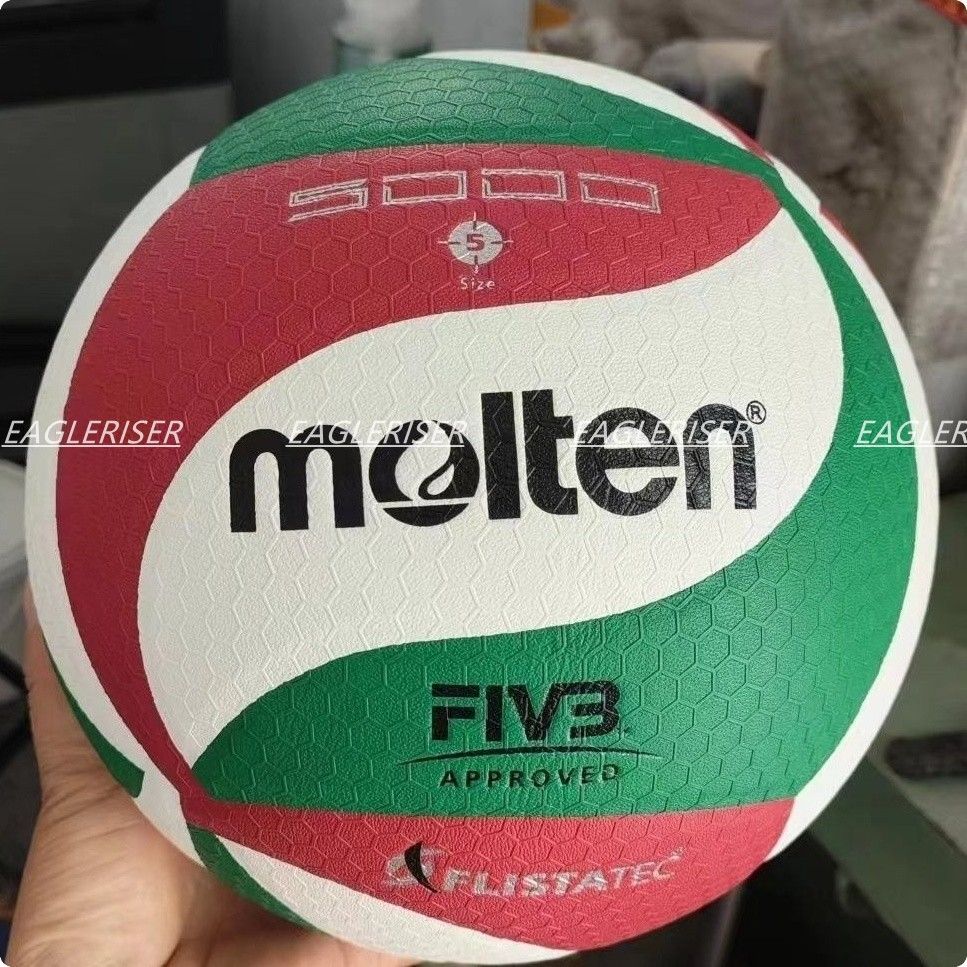 5000
5
Size
molten®
EAGLERISER EAGLERISER EAGLERISER EAGLER
FIVB
APPROVED
FLISTATEC